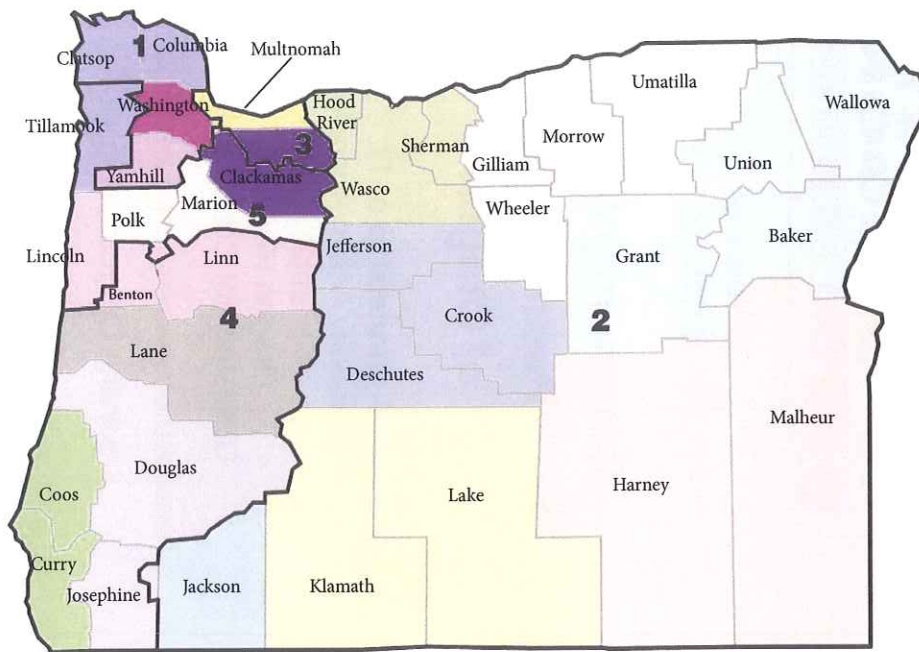 1
Columbia
Clatsop
Multnomah
Washington
Tillamook
Yamhill
Hood
River
3
Sherman
Gilliam
Morrow
Umatilla
Union
Wallowa
Clackamas
Wasco
Marion
5
Polk
Wheeler
Lincoln
Linn
Jefferson
Grant
Baker
Benton
4
Crook
2
Lane
Deschutes
Malheur
Douglas
Coos
Lake
Harney
Curry
Josephine
Jackson
Klamath